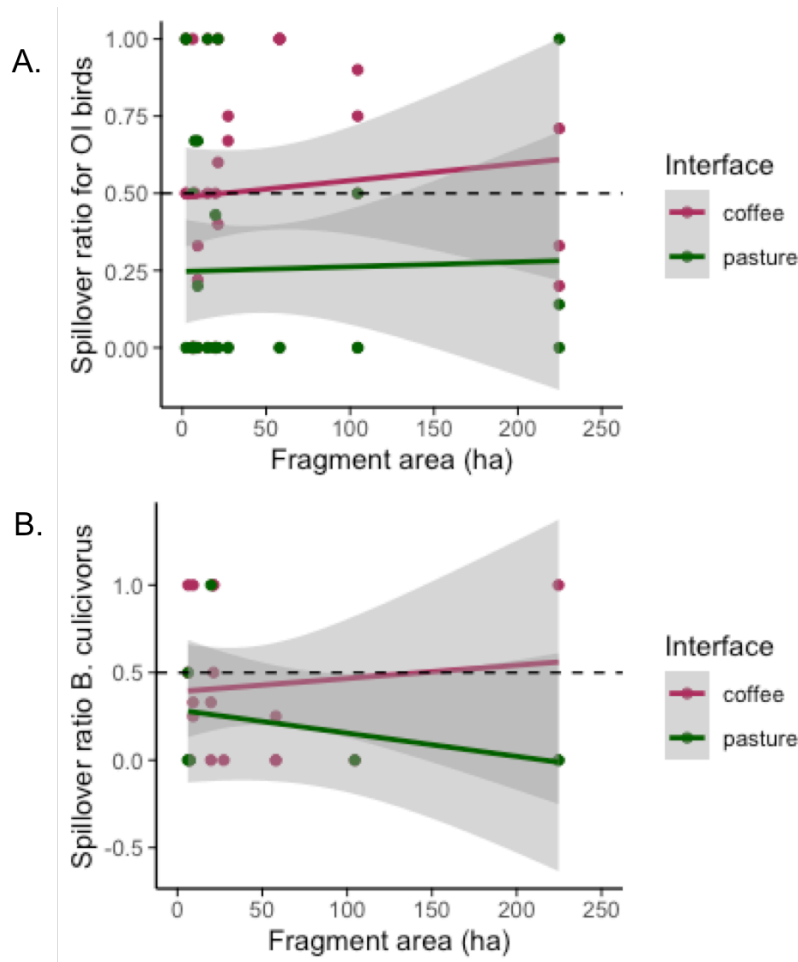 A.
Spillover ratio for OI birds
1.00
0.75
0.50
0.25
0.00
0 50 100 150 200 250
Fragment area (ha)
Interface
coffee
pasture
B.
Spillover ratio B. culicivorus
1.0
0.5
0.0
-0.5
0 50 100 150 200 250
Fragment area (ha)
Interface
coffee
pasture